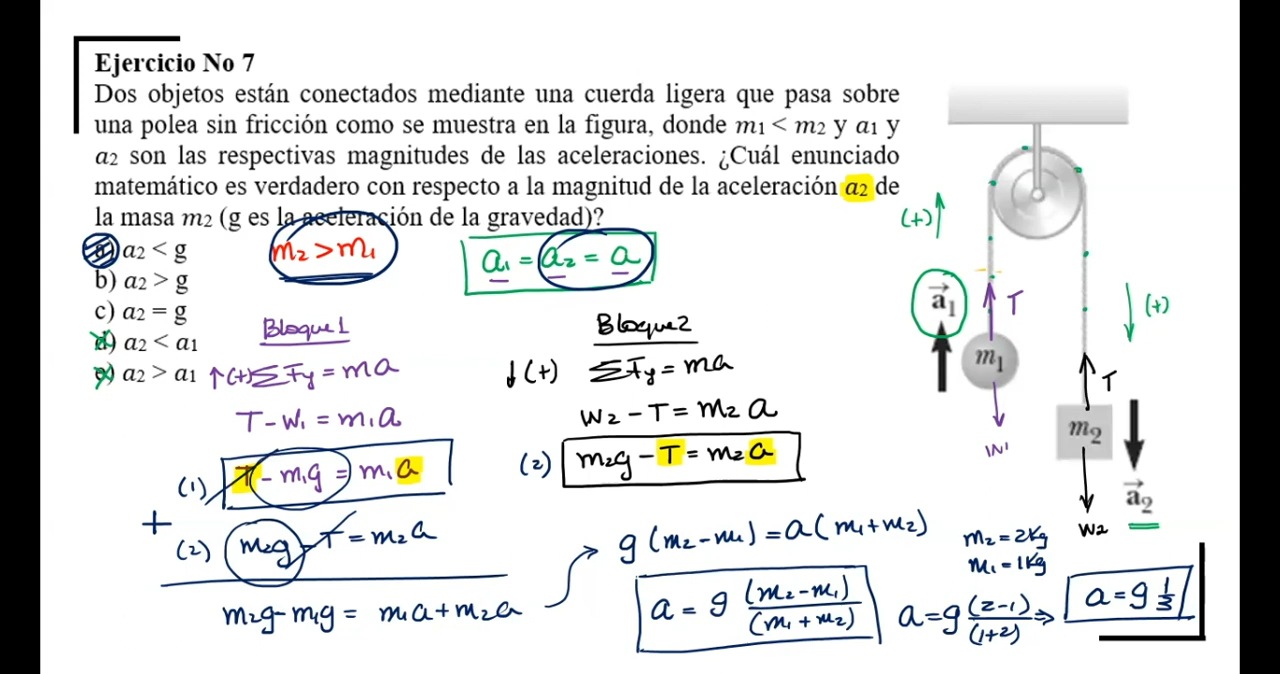 Ejercicio No 7
Dos objetos están conectados mediante una cuerda ligera que pasa sobre
una polea sin fricción como se muestra en la figura, donde m₁ < m₂ y a₁ y
a₂ son las respectivas magnitudes de las aceleraciones. ¿Cuál enunciado
matemático es verdadero con respecto a la magnitud de la aceleración a₂ de
la masa m₂ (g es la aceleración de la gravedad)?
a) a₂ < g
b) a₂ > g
c) a₂ = g
d) a₂ < a₁
e) a₂ > a₁
m₂ > m₁
a₁ = a₂ = a
Bloque 1
↑(+) ΣFy = ma
T - W₁ = m₁a
(1) T - m₁g = m₁a
+
(2) m₂g - T = m₂a
m₂g - m₁g = m₁a + m₂a
Bloque 2
↓(+) ΣFy = ma
W₂ - T = m₂a
(2) m₂g - T = m₂a
g (m₂ - m₁) = a (m₁ + m₂)
a = g (m₂ - m₁) / (m₁ + m₂)
m₂ = 2Kg
m₁ = 1Kg
a = g (2-1) / (1+2) ⇒ a = g 1/3
(+)
a⃗₁
T
m₁
W₁
(+)
T
m₂
a⃗₂
W₂